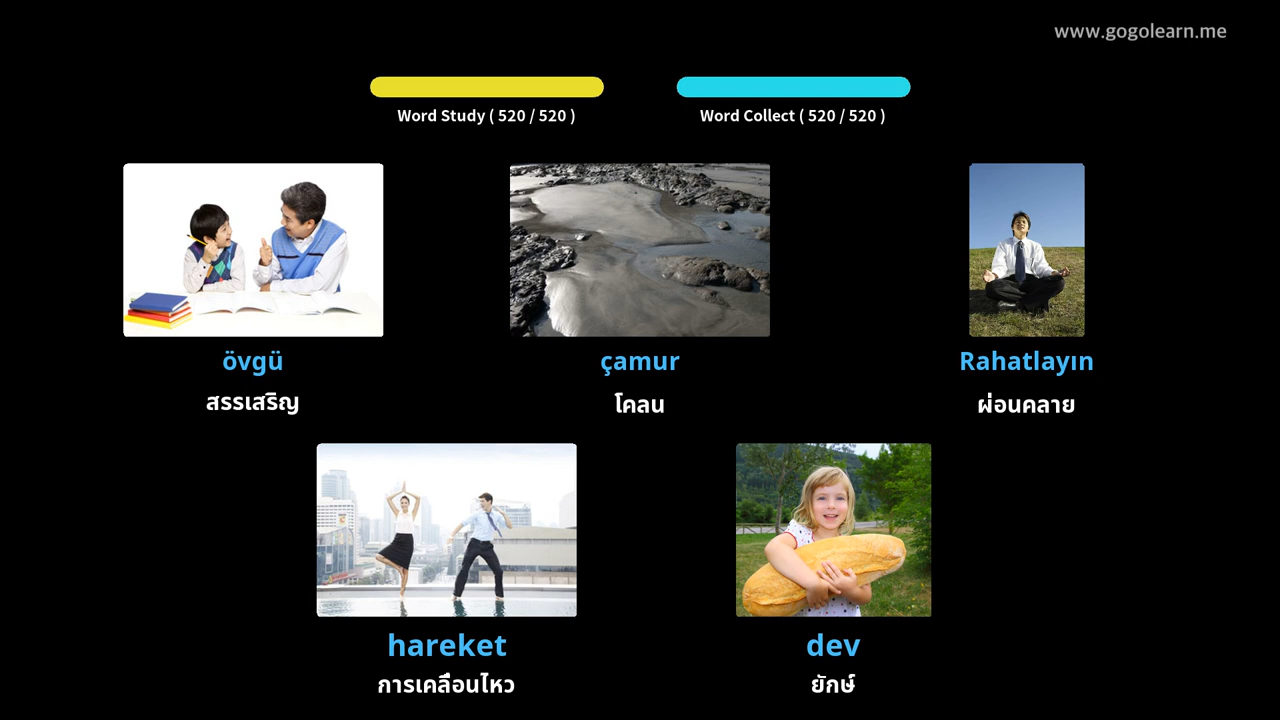 www.gogolearn.me
Word Study ( 520 / 520 )
Word Collect ( 520 / 520 )
övgü
สรรเสริญ
çamur
โคลน
Rahatlayın
ผ่อนคลาย
hareket
การเคลื่อนไหว
dev
ยักษ์